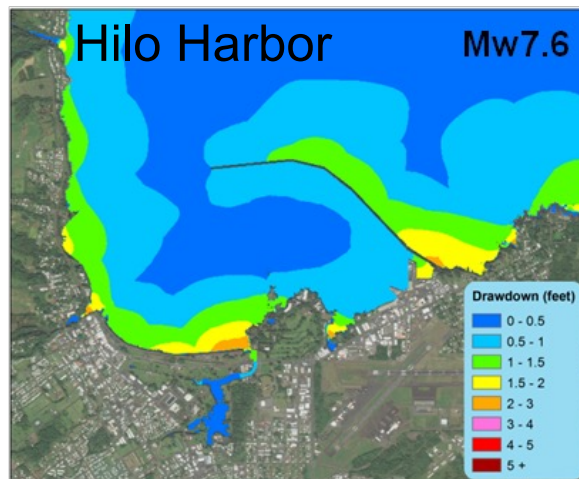 Hilo Harbor
Mw7.6
Drawdown (feet)
0 - 0.5
0.5 - 1
1 - 1.5
1.5 - 2
2 - 3
3 - 4
4 - 5
5 +